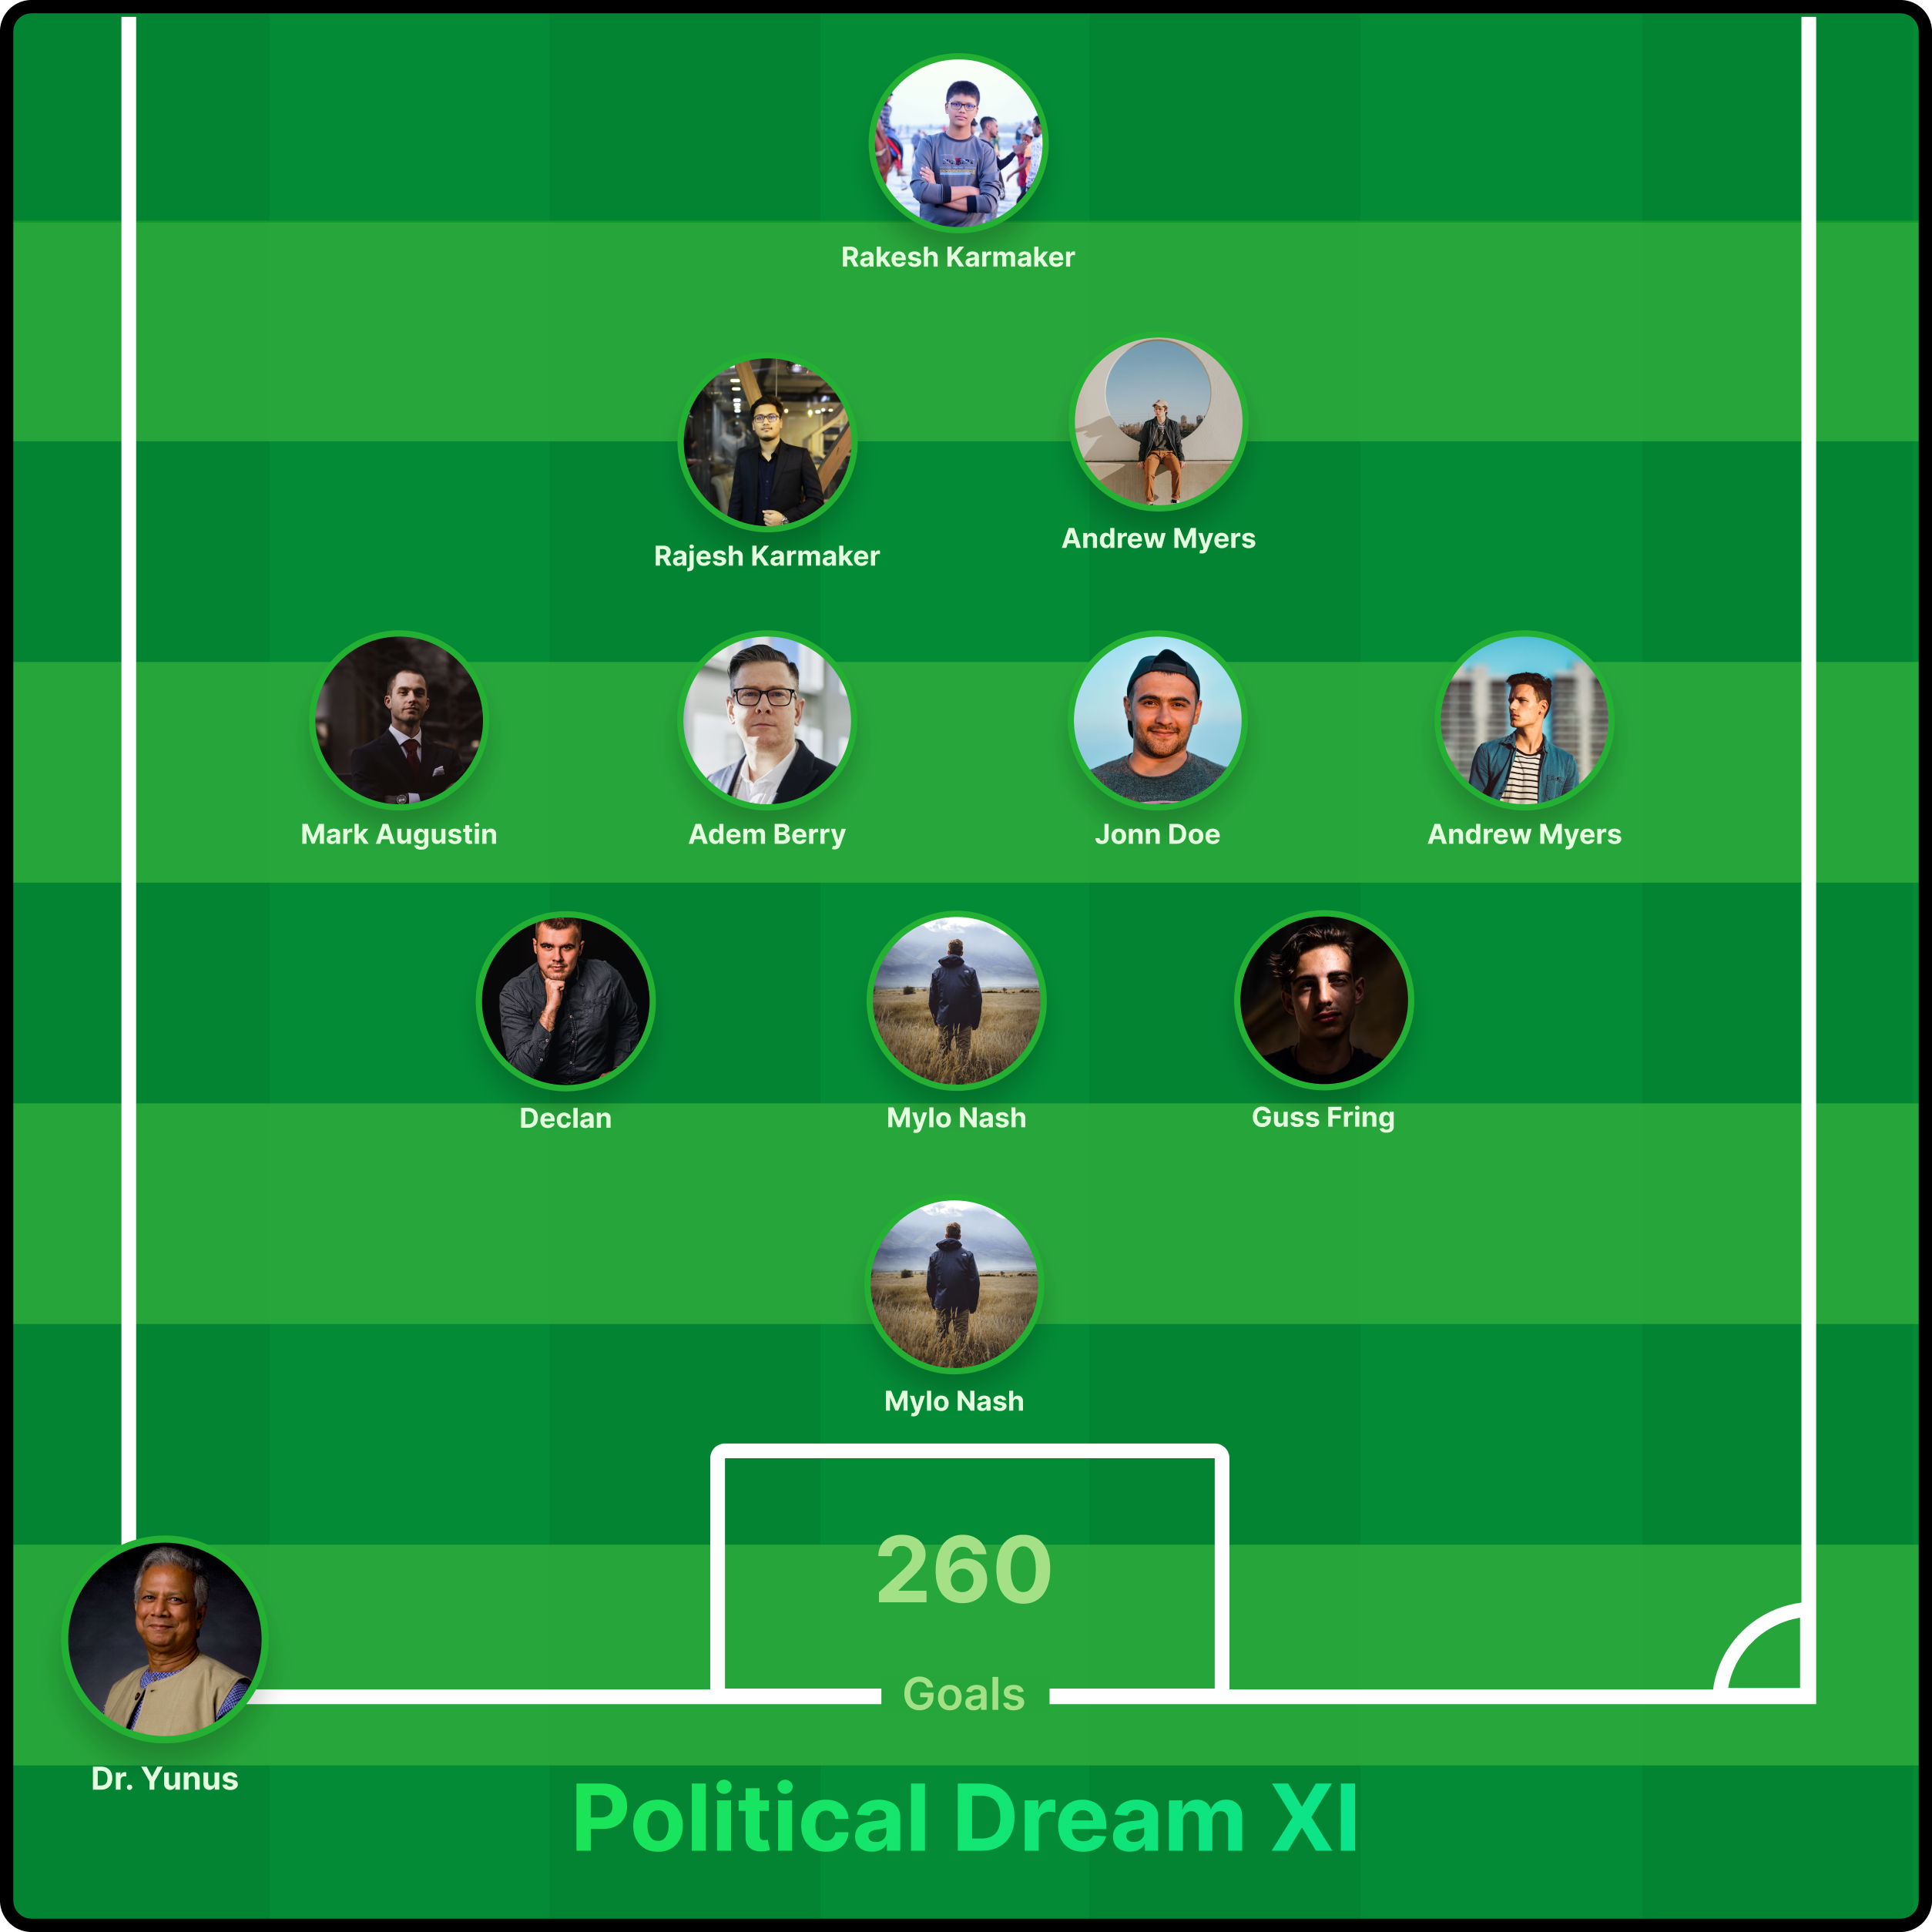 Rakesh Karmaker
Rajesh Karmaker
Andrew Myers
Mark Augustin
Adem Berry
Jonn Doe
Andrew Myers
Declan
Mylo Nash
Guss Fring
Mylo Nash
260
Goals
Dr. Yunus
Political Dream XI